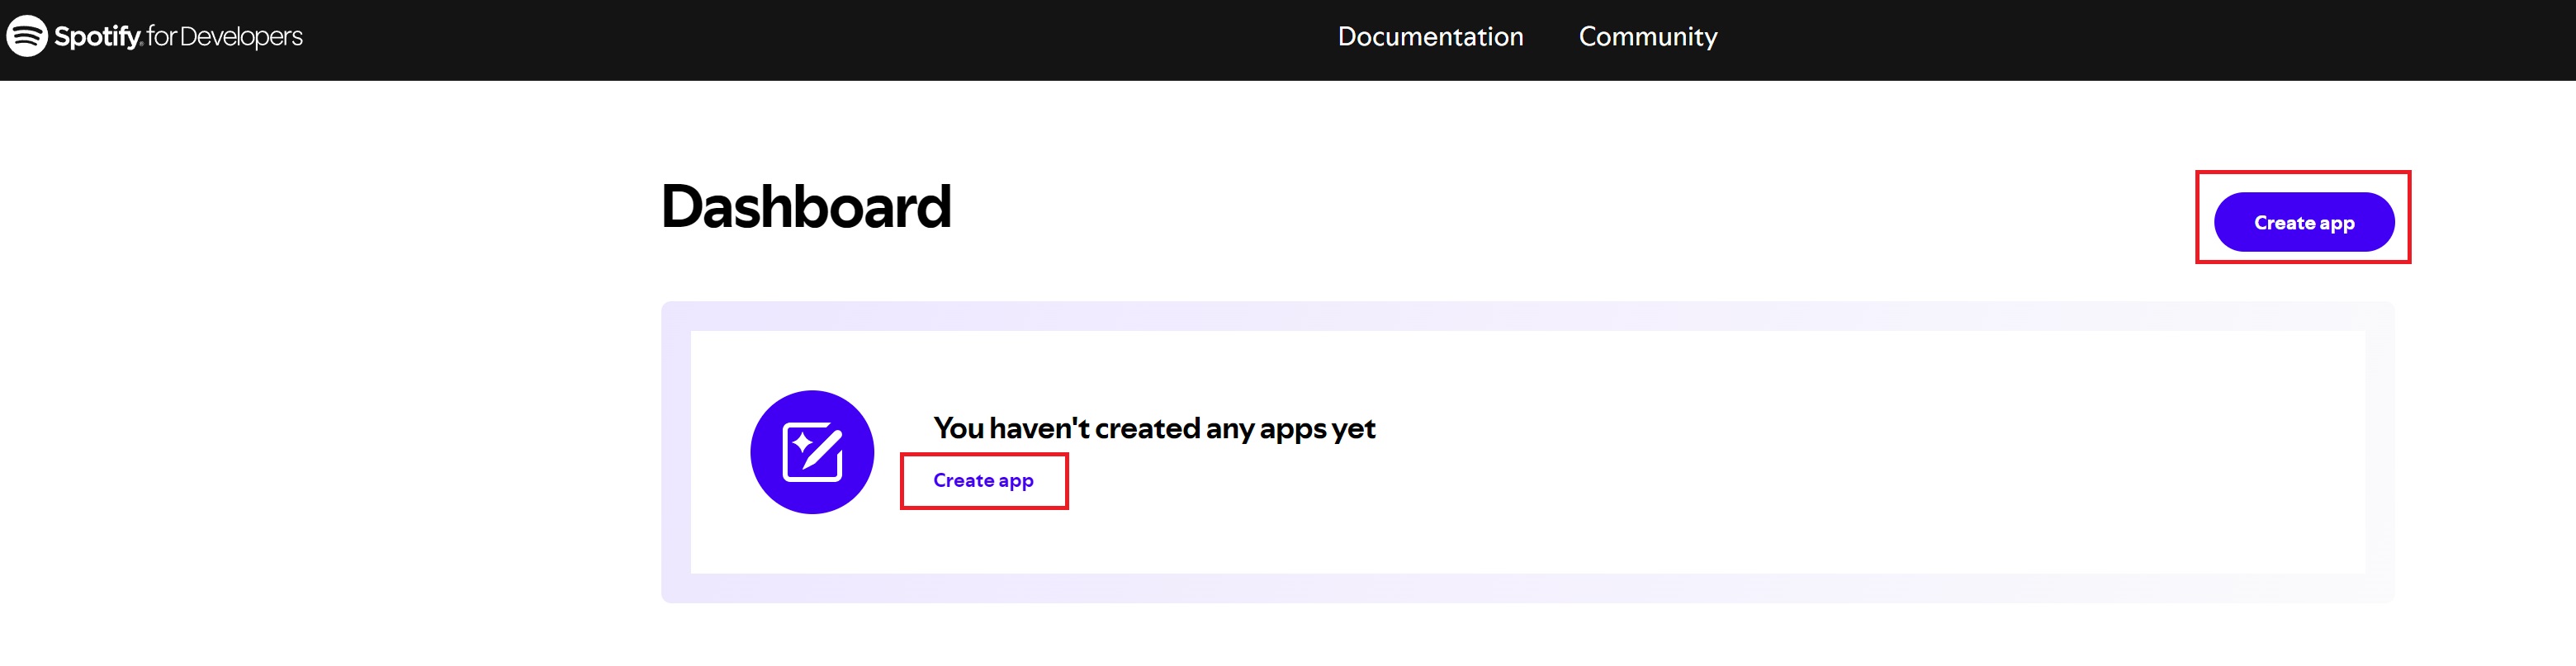 Spotify for Developers
Documentation
Community
Dashboard
Create app
You haven't created any apps yet
Create app